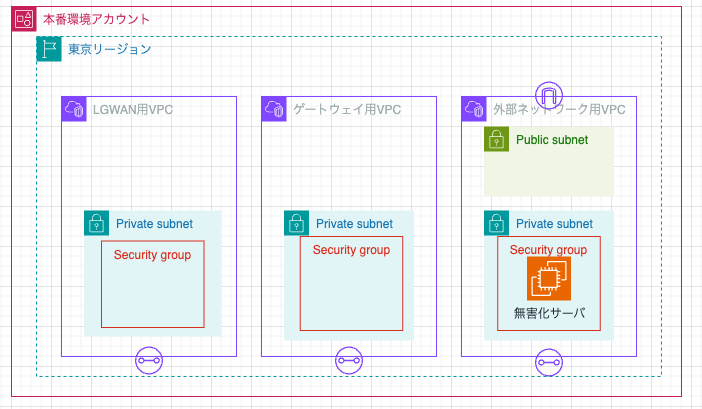 本番環境アカウント
東京リージョン
LGWAN用VPC
ゲートウェイ用VPC
外部ネットワーク用VPC
Public subnet
Private subnet
Security group
Private subnet
Security group
Private subnet
Security group
無害化サーバ